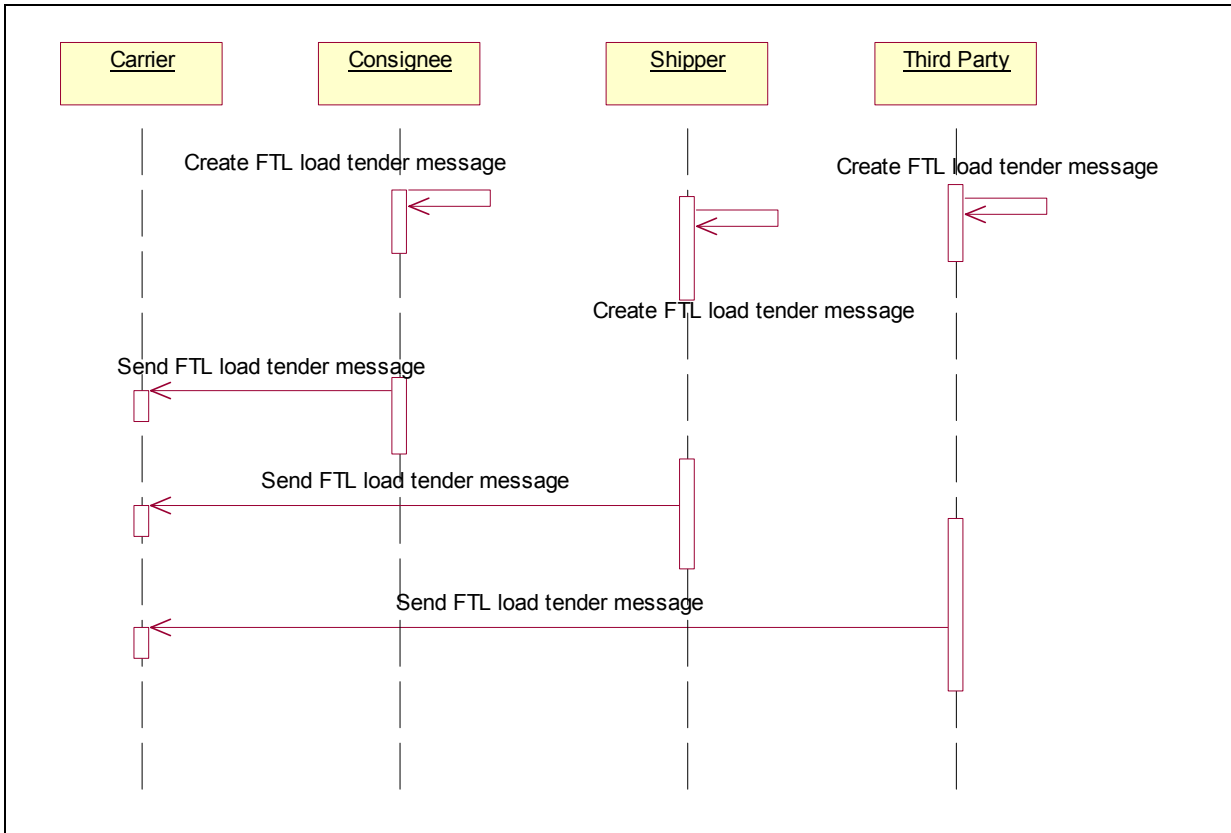 Carrier
Consignee
Shipper
Third Party
Create FTL load tender message
Create FTL load tender message
Create FTL load tender message
Send FTL load tender message
Send FTL load tender message
Send FTL load tender message